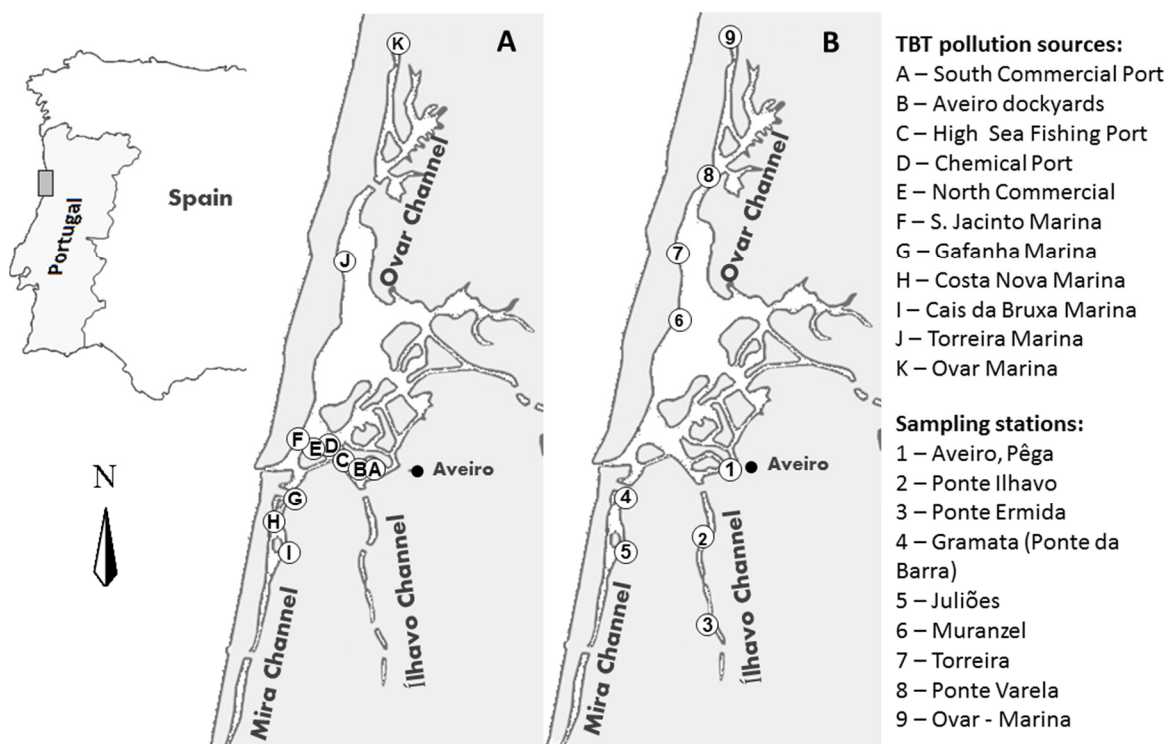 Portugal
Spain
N
A
K
J
F
E
D
C
B
A
G
H
I
Aveiro
Ovar Channel
Ílhavo Channel
Mira Channel
B
9
8
7
6
1
4
2
5
3
Aveiro
Ovar Channel
Ílhavo Channel
Mira Channel
TBT pollution sources:
A – South Commercial Port
B – Aveiro dockyards
C – High Sea Fishing Port
D – Chemical Port
E – North Commercial
F – S. Jacinto Marina
G – Gafanha Marina
H – Costa Nova Marina
I – Cais da Bruxa Marina
J – Torreira Marina
K – Ovar Marina
Sampling stations:
1 – Aveiro, Pêga
2 – Ponte Ilhavo
3 – Ponte Ermida
4 – Gramata (Ponte da
Barra)
5 – Juliões
6 – Muranzel
7 – Torreira
8 – Ponte Varela
9 – Ovar - Marina